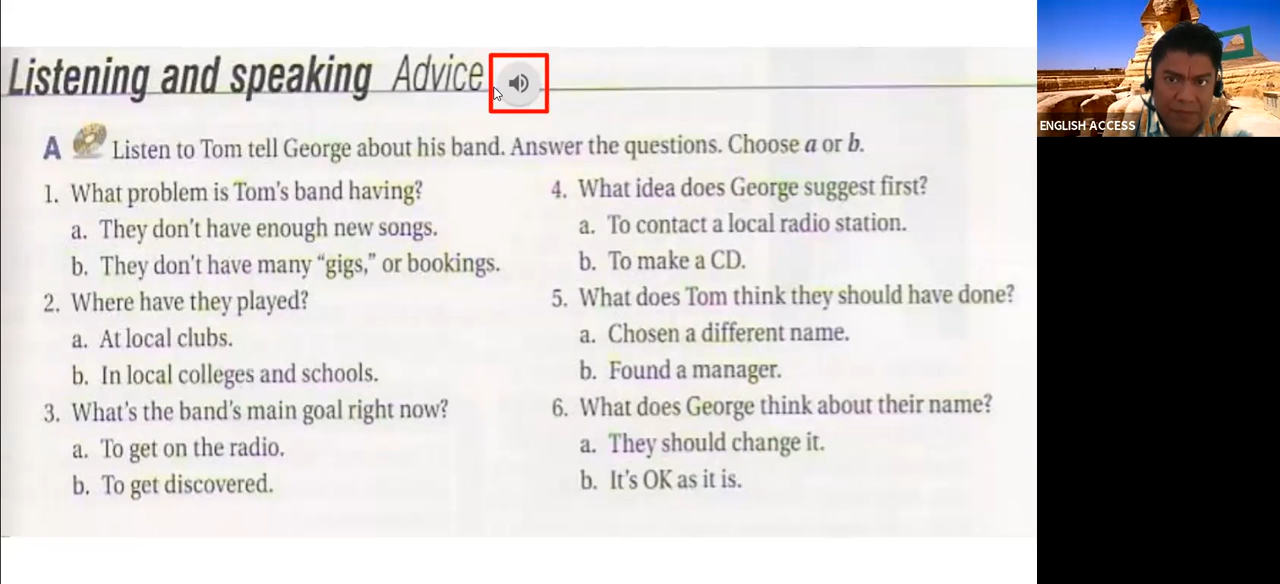 Listening and speaking Advice
A Listen to Tom tell George about his band. Answer the questions. Choose a or b.
1. What problem is Tom's band having?
a. They don't have enough new songs.
b. They don't have many “gigs,” or bookings.
2. Where have they played?
a. At local clubs.
b. In local colleges and schools.
3. What's the band's main goal right now?
a. To get on the radio.
b. To get discovered.
4. What idea does George suggest first?
a. To contact a local radio station.
b. To make a CD.
5. What does Tom think they should have done?
a. Chosen a different name.
b. Found a manager.
6. What does George think about their name?
a. They should change it.
b. It's OK as it is.
ENGLISH ACCESS